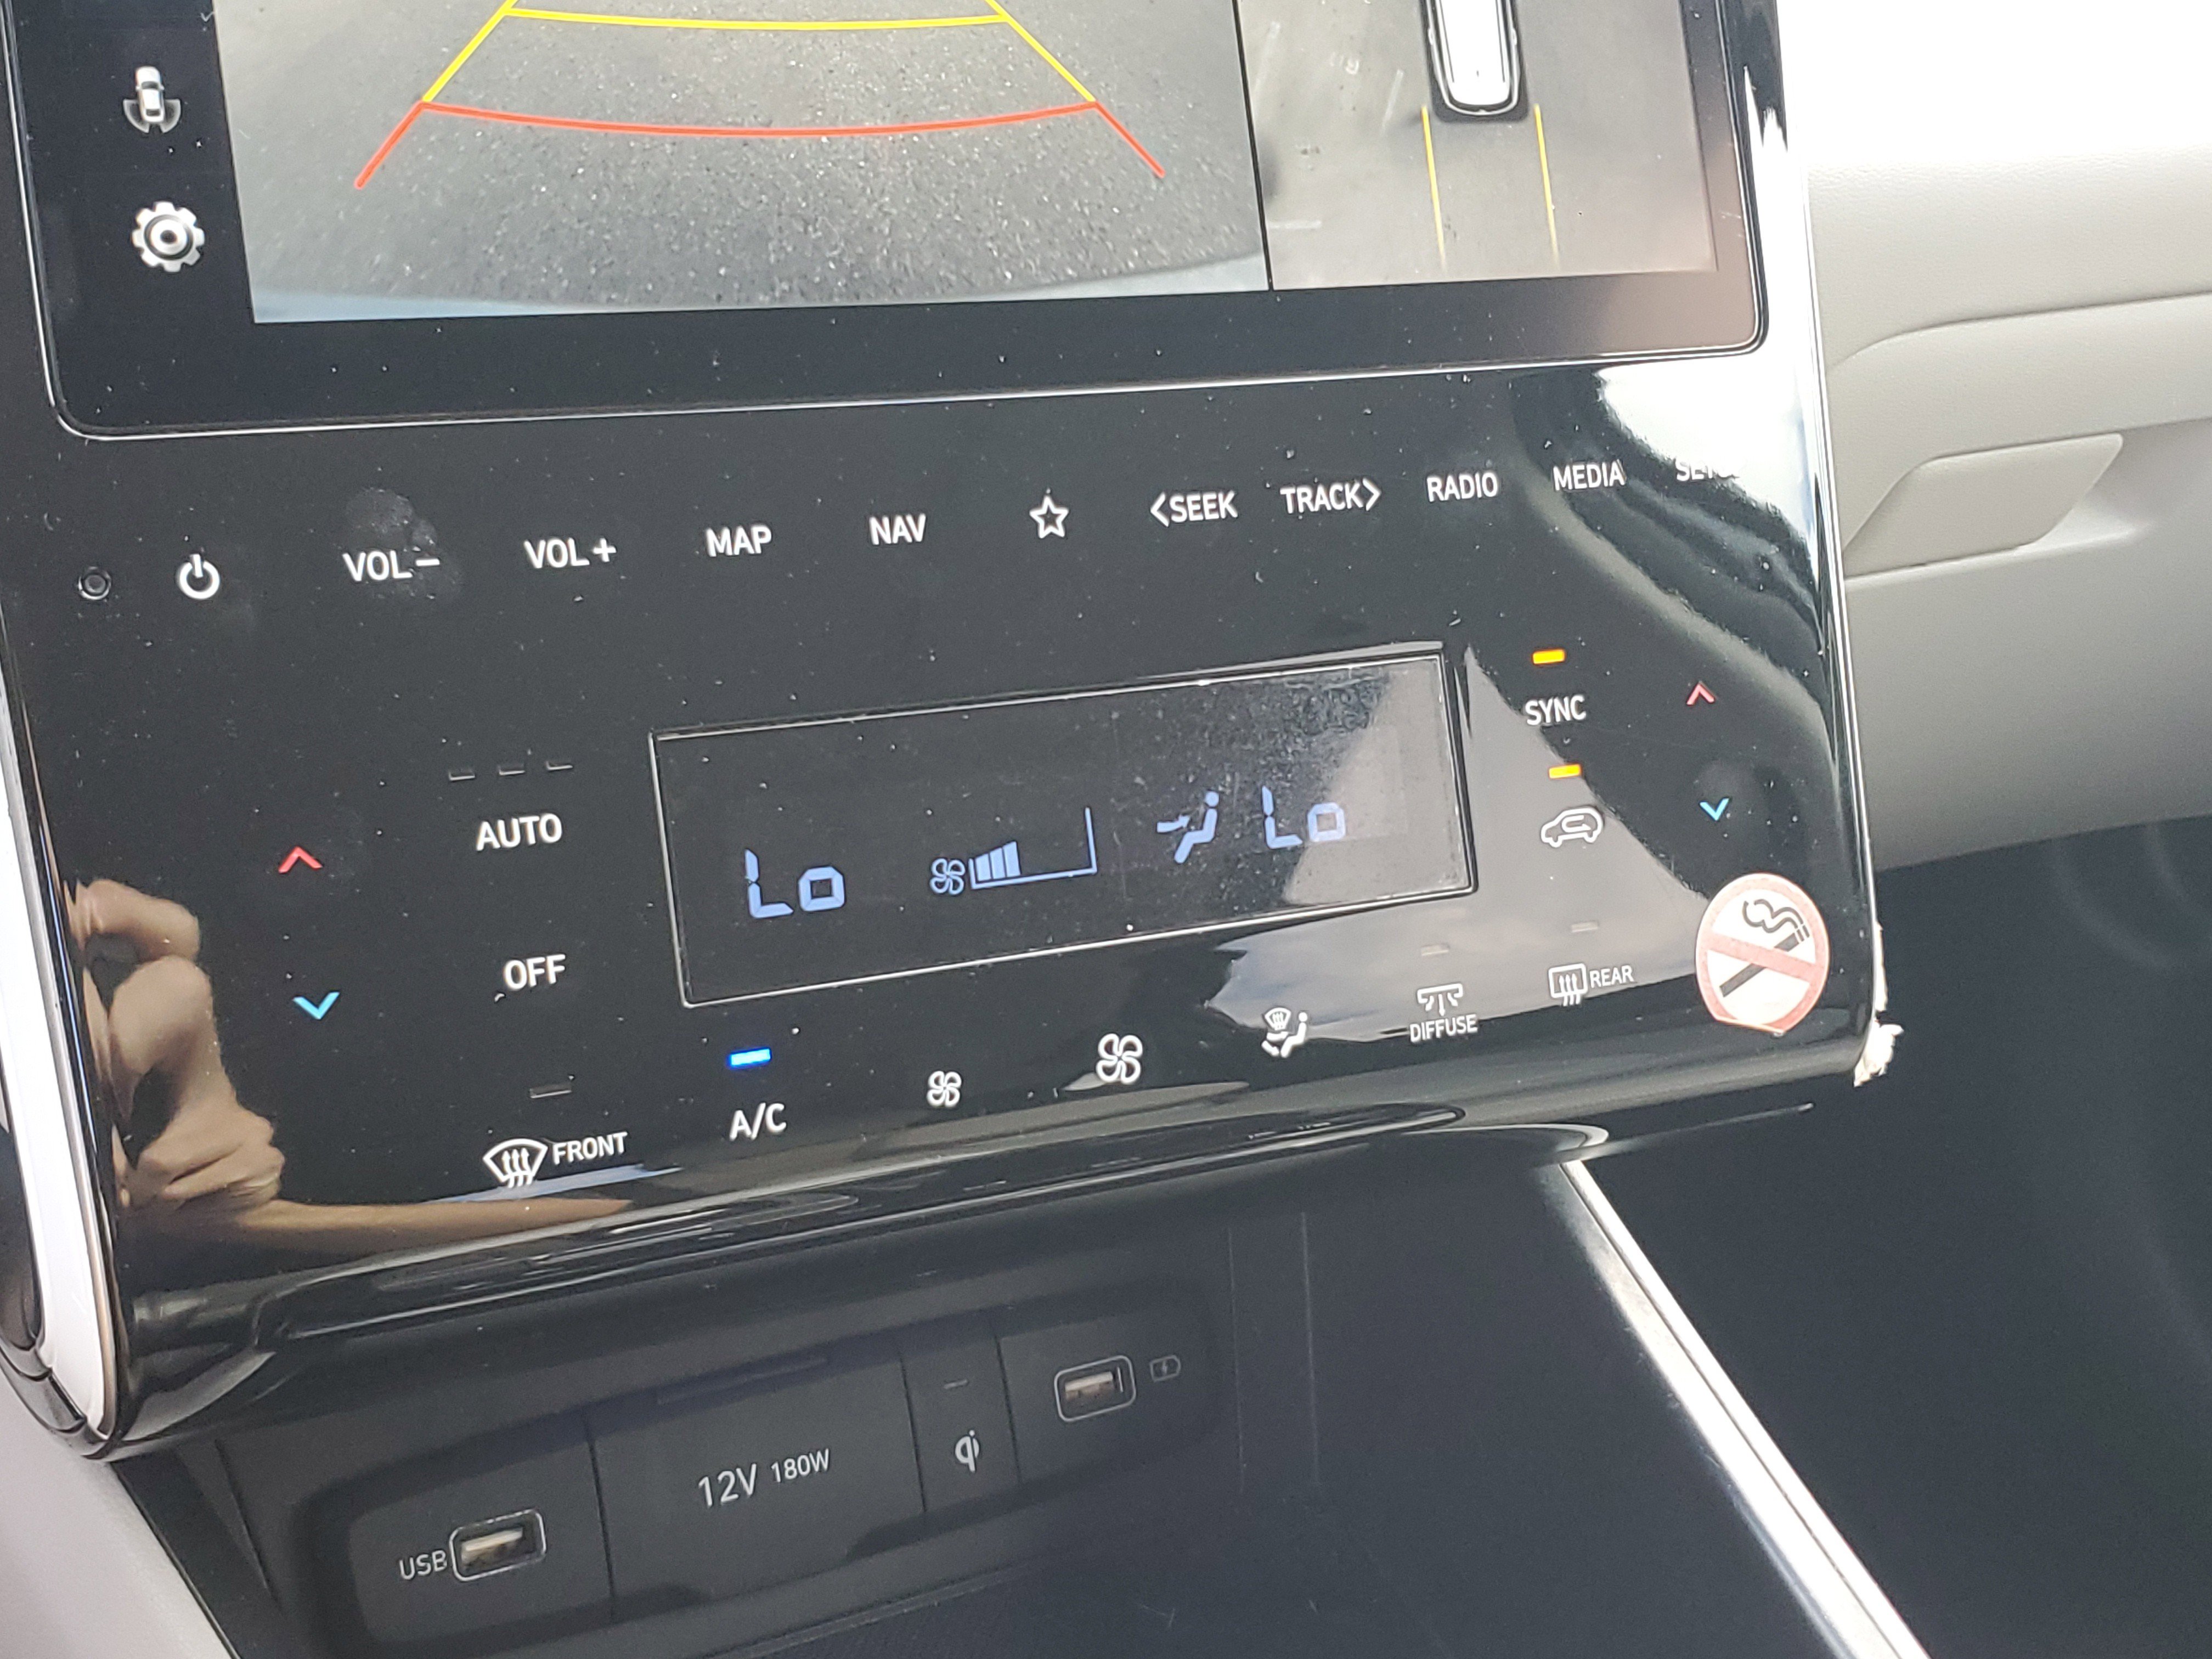 VOL− VOL+ MAP NAV <SEEK TRACK> RADIO MEDIA
SYNC
AUTO
Lo Lo
OFF
REAR
DIFFUSE
A/C
FRONT
12V 180W
qi
USB